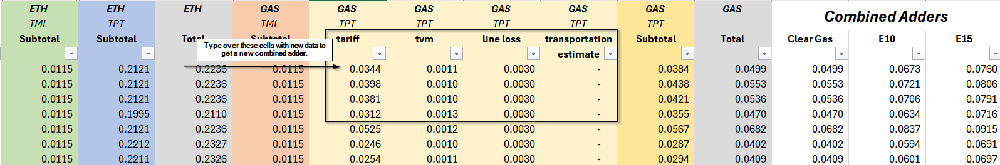 ETH ETH ETH GAS GAS GAS GAS GAS GAS GAS Combined Adders
TML TPT TML TPT TPT TPT TPT TPT
Subtotal Subtotal Total Subtotal tariff tvm line loss transportation estimate Subtotal Total Clear Gas E10 E15
Type over these cells with new data to
get a new combined adder.
0.0115 0.2121 0.2236 0.0115 0.0344 0.0011 0.0030 - 0.0384 0.0499 0.0499 0.0673 0.0760
0.0115 0.2121 0.2236 0.0115 0.0398 0.0010 0.0030 - 0.0438 0.0553 0.0553 0.0721 0.0806
0.0115 0.2121 0.2236 0.0115 0.0381 0.0010 0.0030 - 0.0421 0.0536 0.0536 0.0706 0.0791
0.0115 0.1995 0.2110 0.0115 0.0312 0.0013 0.0030 - 0.0355 0.0470 0.0470 0.0634 0.0716
0.0115 0.2121 0.2236 0.0115 0.0525 0.0012 0.0030 - 0.0567 0.0682 0.0682 0.0837 0.0915
0.0115 0.2212 0.2327 0.0115 0.0246 0.0010 0.0030 - 0.0287 0.0402 0.0402 0.0594 0.0691
0.0115 0.2211 0.2326 0.0115 0.0254 0.0011 0.0030 - 0.0294 0.0409 0.0409 0.0601 0.0697